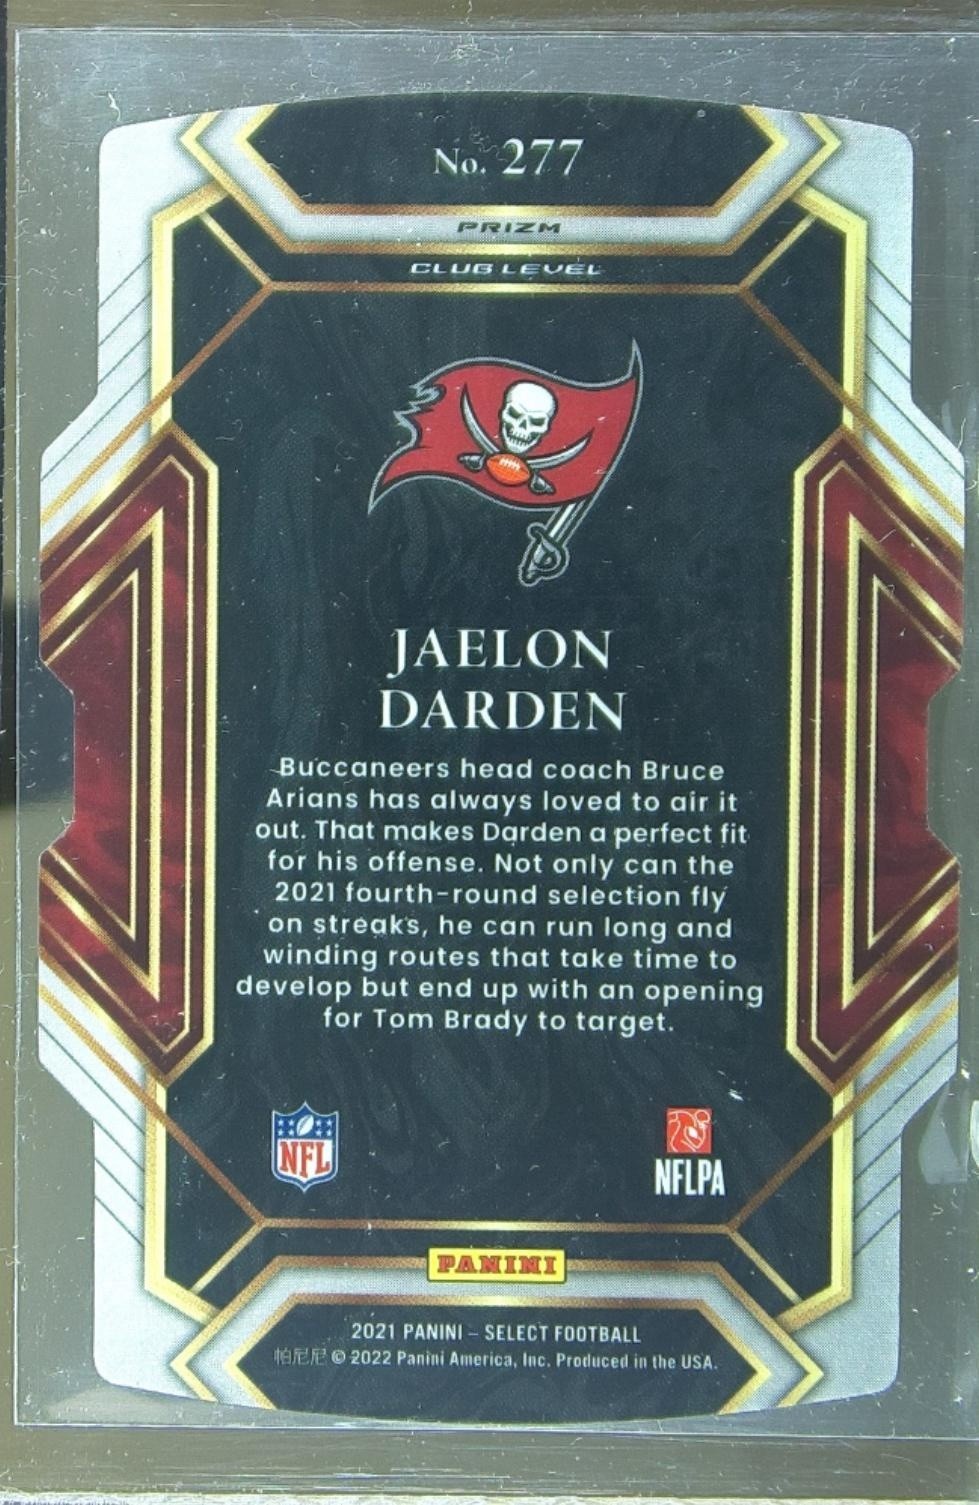 No. 277
PRIZM
CLUB LEVEL
JAELON
DARDEN
Buccaneers head coach Bruce
Arians has always loved to air it
out. That makes Darden a perfect fit
for his offense. Not only can the
2021 fourth-round selection fly
on streaks, he can run long and
winding routes that take time to
develop but end up with an opening
for Tom Brady to target.
NFL
NFLPA
PANINI
2021 PANINI – SELECT FOOTBALL
帕尼尼 © 2022 Panini America, Inc. Produced in the USA.